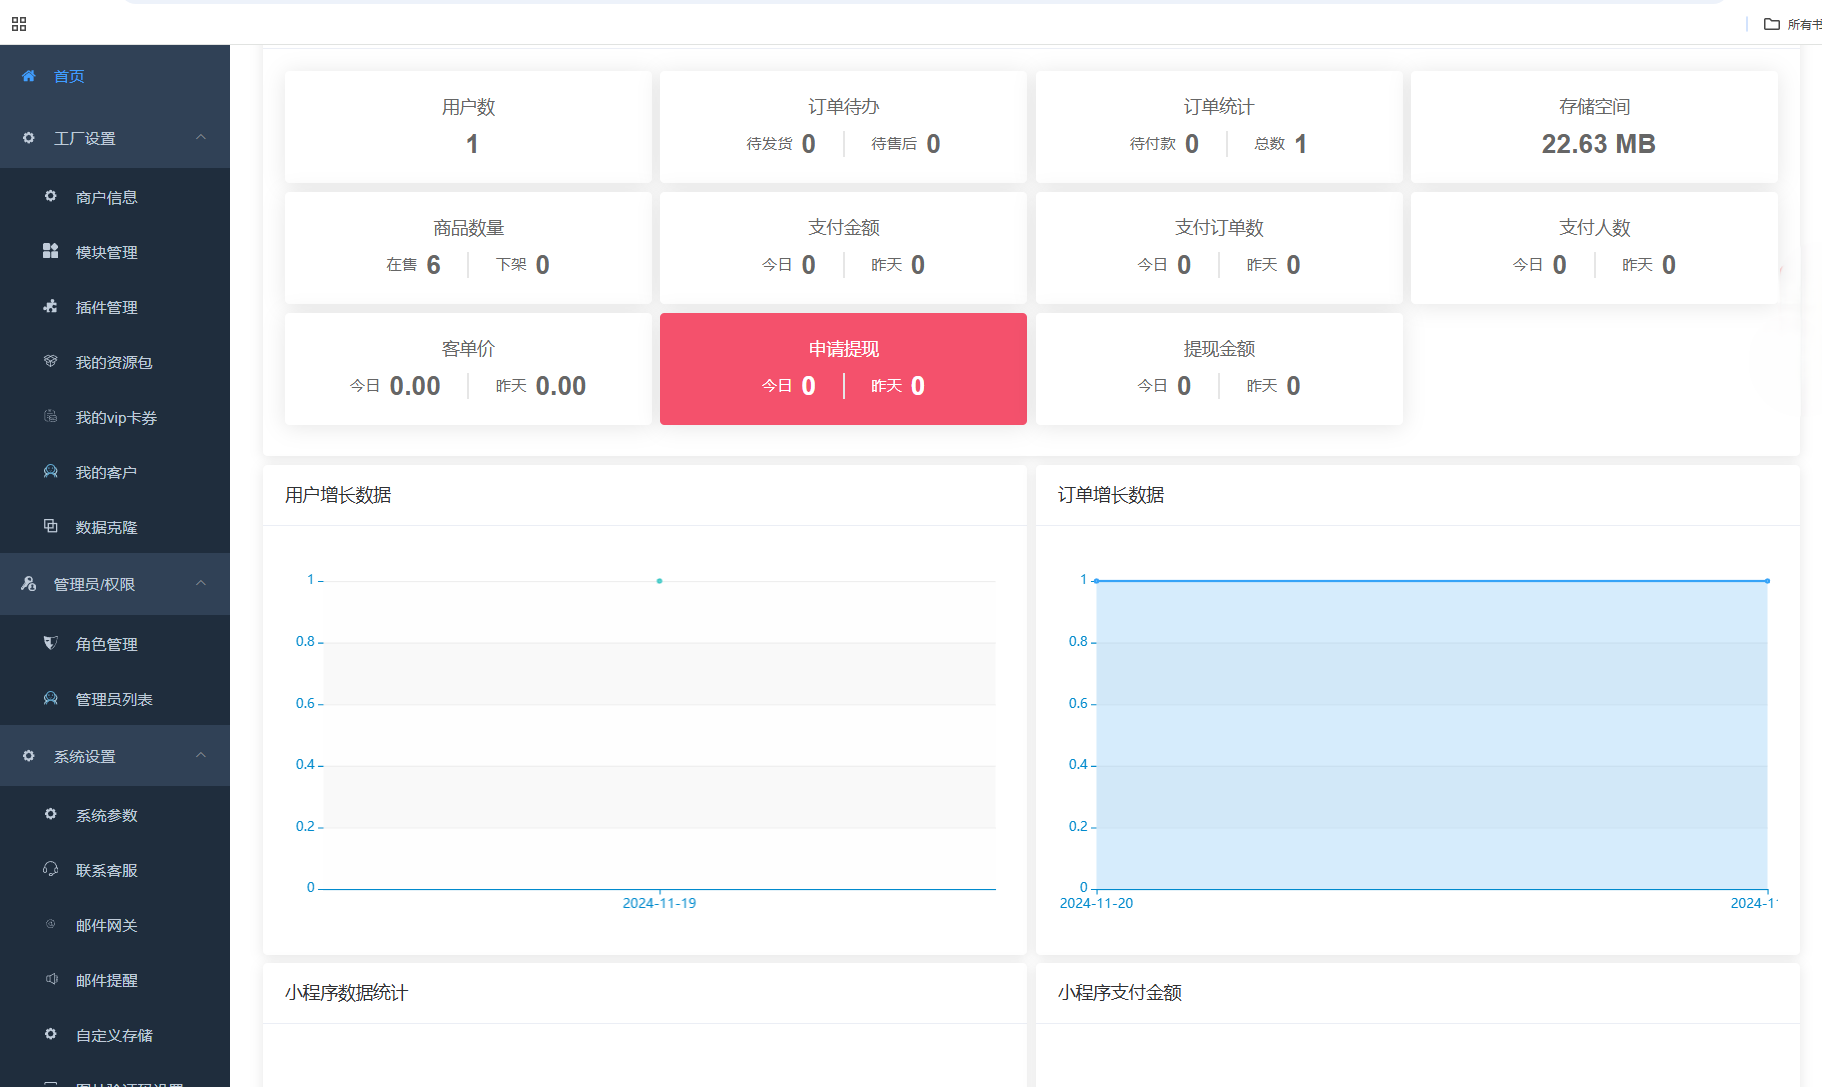 所有书
首页
工厂设置
商户信息
模块管理
插件管理
我的资源包
我的vip卡券
我的客户
数据克隆
管理员/权限
角色管理
管理员列表
系统设置
系统参数
联系客服
邮件网关
邮件提醒
自定义存储
用户数
1
订单待办
待发货 0 待售后 0
订单统计
待付款 0 总数 1
存储空间
22.63 MB
商品数量
在售 6 下架 0
支付金额
今日 0 昨天 0
支付订单数
今日 0 昨天 0
支付人数
今日 0 昨天 0
客单价
今日 0.00 昨天 0.00
申请提现
今日 0 昨天 0
提现金额
今日 0 昨天 0
用户增长数据
1
0.8
0.6
0.4
0.2
0
2024-11-19
订单增长数据
1
0.8
0.6
0.4
0.2
0
2024-11-20 2024-1
小程序数据统计
小程序支付金额